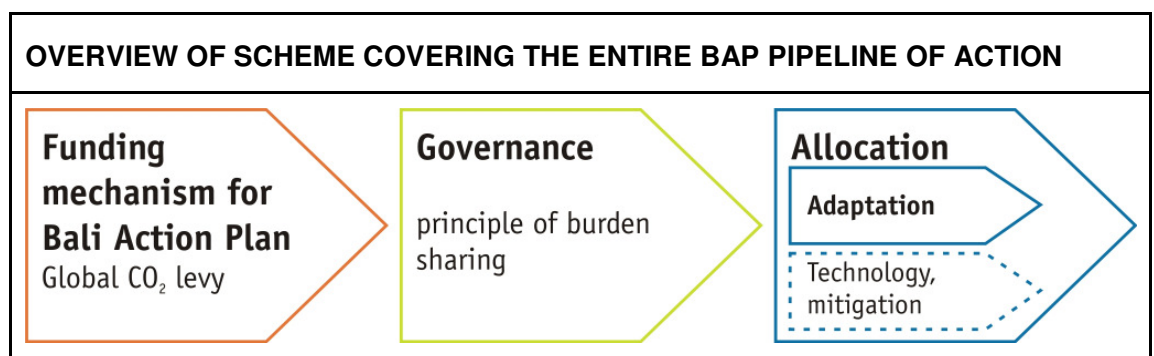 OVERVIEW OF SCHEME COVERING THE ENTIRE BAP PIPELINE OF ACTION
Funding
mechanism for
Bali Action Plan
Global CO₂ levy
Governance
principle of burden
sharing
Allocation
Adaptation
Technology,
mitigation